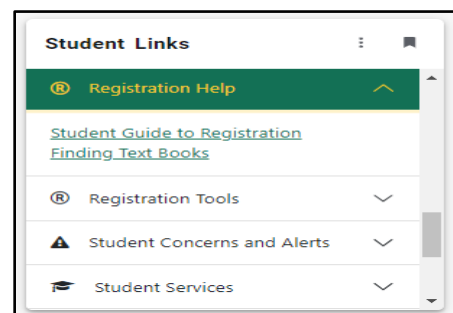 Student Links
® Registration Help
Student Guide to Registration
Finding Text Books
® Registration Tools
Student Concerns and Alerts
Student Services